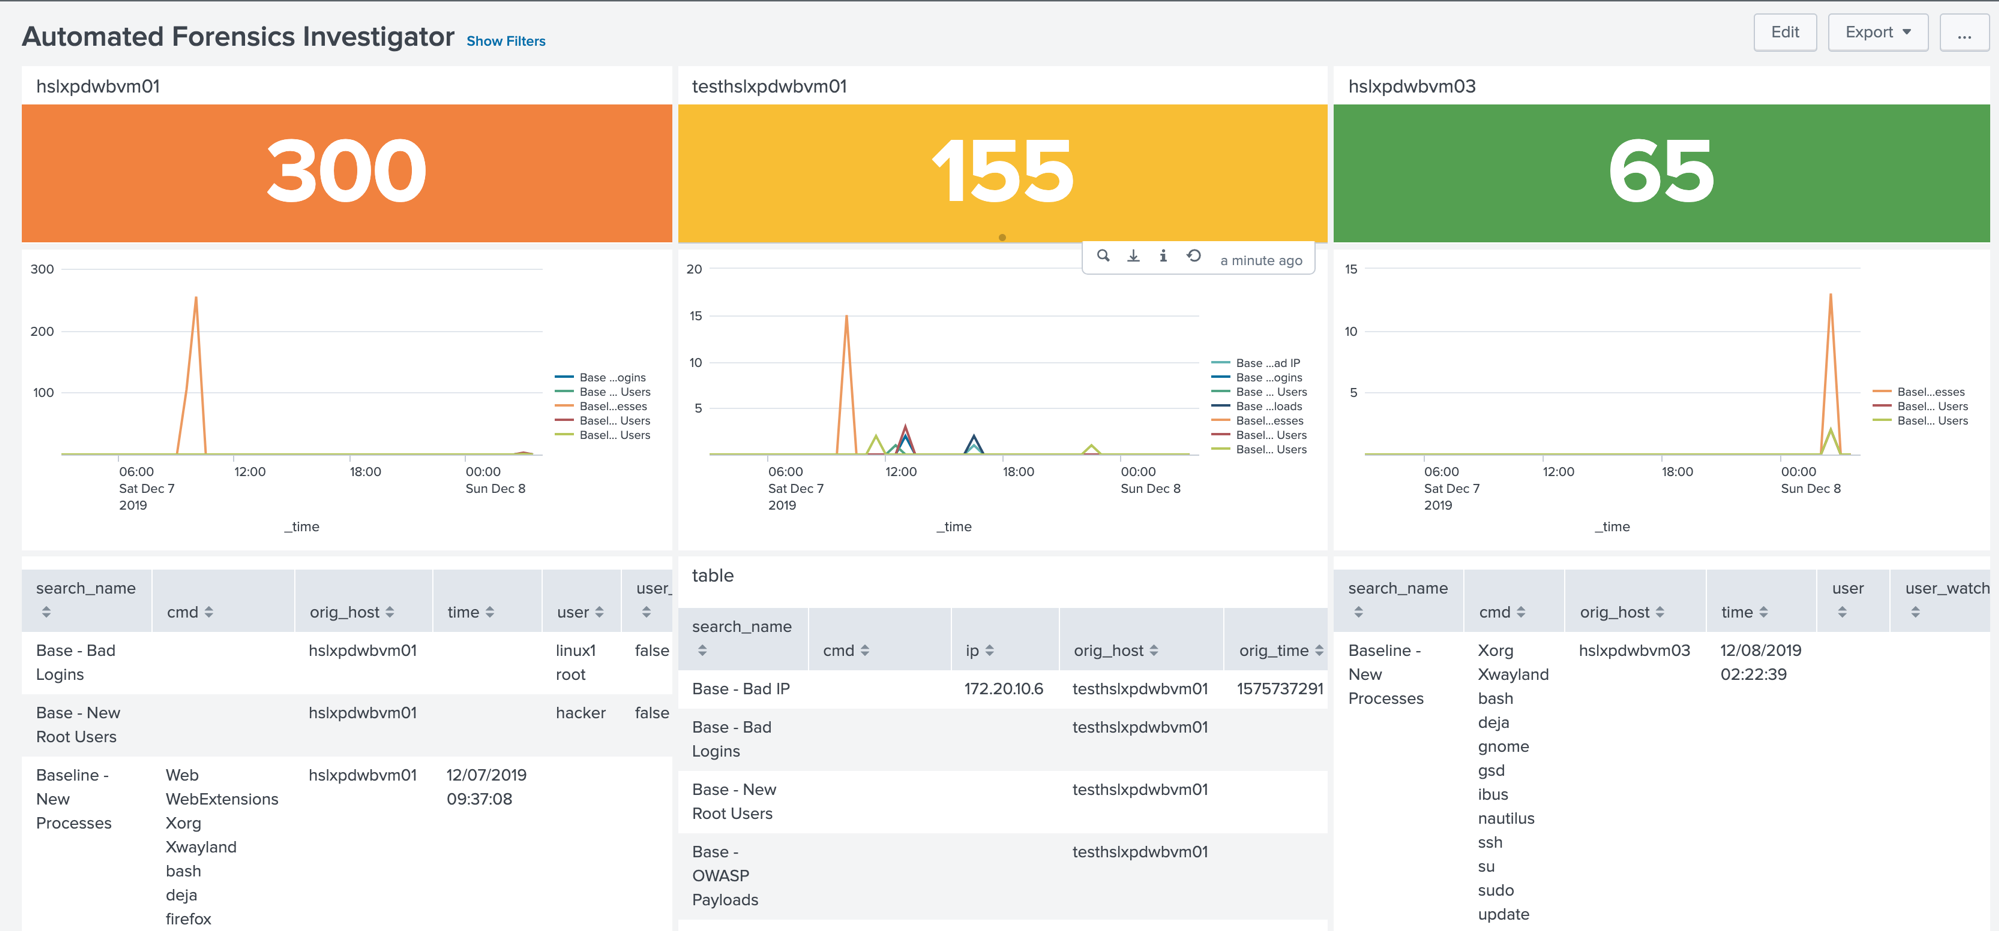 Automated Forensics Investigator Show Filters
Edit
Export
...
hslxpdwbvm01
300
300
200
100
06:00
Sat Dec 7
2019
12:00
18:00
00:00
Sun Dec 8
_time
Base ...ogins
Base ... Users
Basel...esses
Basel... Users
Basel... Users
search_name
cmd
orig_host
time
user
user_
Base - Bad
Logins
hslxpdwbvm01
linux1
root
false
Base - New
Root Users
hslxpdwbvm01
hacker
false
Baseline -
New
Processes
Web
WebExtensions
Xorg
Xwayland
bash
deja
firefox
hslxpdwbvm01
12/07/2019
09:37:08
testhslxpdwbvm01
155
a minute ago
20
15
10
5
06:00
Sat Dec 7
2019
12:00
18:00
00:00
Sun Dec 8
_time
Base ...ad IP
Base ...ogins
Base ... Users
Base ...loads
Basel...esses
Basel... Users
Basel... Users
table
search_name
cmd
ip
orig_host
orig_time
Base - Bad IP
172.20.10.6
testhslxpdwbvm01
1575737291
Base - Bad
Logins
testhslxpdwbvm01
Base - New
Root Users
testhslxpdwbvm01
Base -
OWASP
Payloads
testhslxpdwbvm01
hslxpdwbvm03
65
15
10
5
06:00
Sat Dec 7
2019
12:00
18:00
00:00
Sun Dec 8
_time
Basel...esses
Basel... Users
Basel... Users
search_name
cmd
orig_host
time
user
user_watch
Baseline -
New
Processes
Xorg
Xwayland
bash
deja
gnome
gsd
ibus
nautilus
ssh
su
sudo
update
hslxpdwbvm03
12/08/2019
02:22:39